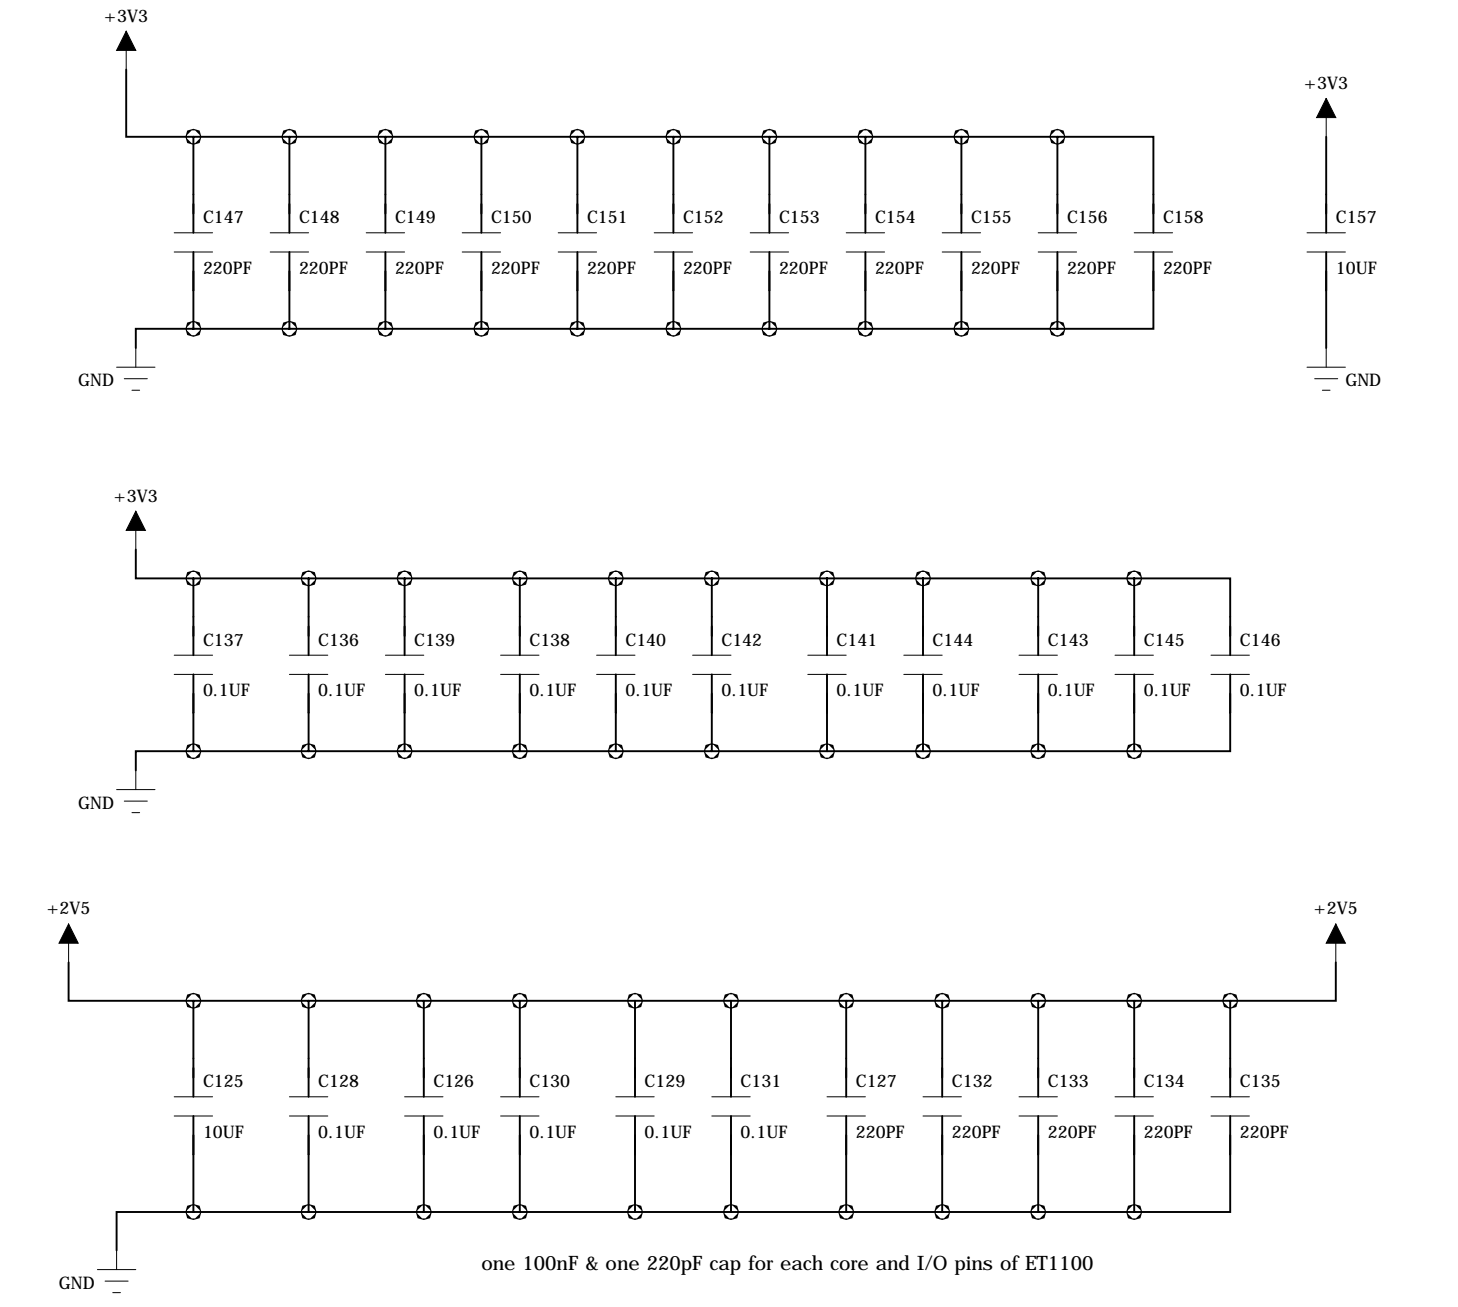 +3V3
+3V3
C147 C148 C149 C150 C151 C152 C153 C154 C155 C156 C158 C157
220PF 220PF 220PF 220PF 220PF 220PF 220PF 220PF 220PF 220PF 220PF 10UF
GND GND
+3V3
C137 C136 C139 C138 C140 C142 C141 C144 C143 C145 C146
0.1UF 0.1UF 0.1UF 0.1UF 0.1UF 0.1UF 0.1UF 0.1UF 0.1UF 0.1UF 0.1UF
GND
+2V5 +2V5
C125 C128 C126 C130 C129 C131 C127 C132 C133 C134 C135
10UF 0.1UF 0.1UF 0.1UF 0.1UF 0.1UF 220PF 220PF 220PF 220PF 220PF
one 100nF & one 220pF cap for each core and I/O pins of ET1100
GND